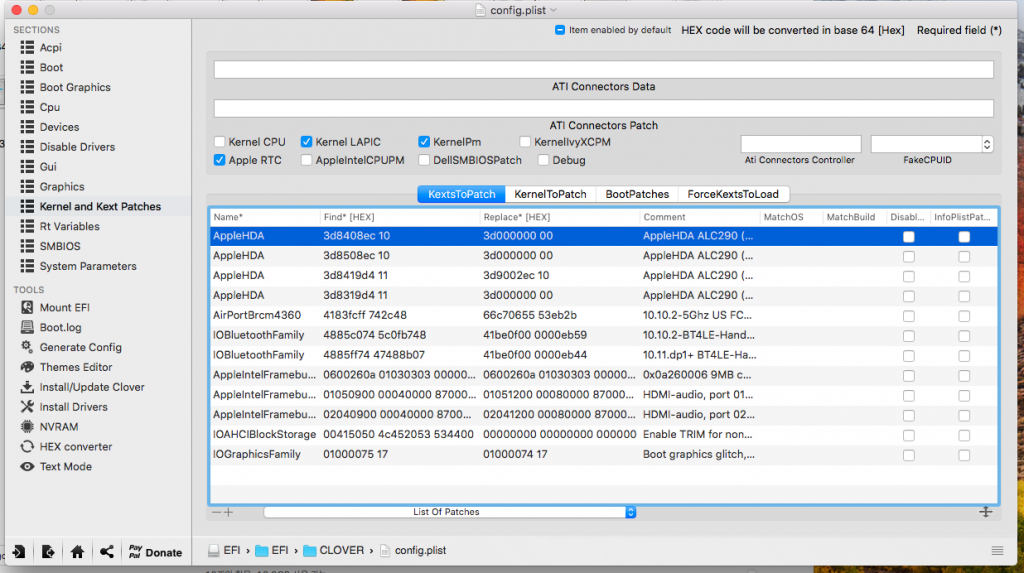 config.plist
SECTIONS
Acpi
Boot
Boot Graphics
Cpu
Devices
Disable Drivers
Gui
Graphics
Kernel and Kext Patches
Rt Variables
SMBIOS
System Parameters
TOOLS
Mount EFI
Boot.log
Generate Config
Themes Editor
Install/Update Clover
Install Drivers
NVRAM
HEX converter
Text Mode
Pay Pal Donate
Item enabled by default HEX code will be converted in base 64 [Hex] Required field (*)
ATI Connectors Data
ATI Connectors Patch
Kernel CPU Kernel LAPIC KernelPm KernelIvyXCPM
Apple RTC AppleIntelCPUPM DellSMBIOSPatch Debug
Ati Connectors Controller FakeCPUID
KextsToPatch KernelToPatch BootPatches ForceKextsToLoad
Name* Find* [HEX] Replace* [HEX] Comment MatchOS MatchBuild Disabl... InfoPlistPat...
AppleHDA 3d8408ec 10 3d000000 00 AppleHDA ALC290 (...
AppleHDA 3d8508ec 10 3d000000 00 AppleHDA ALC290 (...
AppleHDA 3d8419d4 11 3d9002ec 10 AppleHDA ALC290 (...
AppleHDA 3d8319d4 11 3d000000 00 AppleHDA ALC290 (...
AirPortBrcm4360 4183fcff 742c48 66c70655 53eb2b 10.10.2-5Ghz US FC...
IOBluetoothFamily 4885c074 5c0fb748 41be0f00 0000eb59 10.10.2-BT4LE-Hand...
IOBluetoothFamily 4885ff74 47488b07 41be0f00 0000eb44 10.11.dp1+ BT4LE-Ha...
AppleIntelFramebu... 0600260a 01030303 00000... 0600260a 01030303 00000... 0x0a260006 9MB c...
AppleIntelFramebu... 01050900 00040000 87000... 01051200 00080000 87000... HDMI-audio, port 01...
AppleIntelFramebu... 02040900 00040000 87000... 02041200 00080000 87000... HDMI-audio, port 02...
IOAHCIBlockStorage 00415050 4c452053 534400 00000000 00000000 000000 Enable TRIM for non...
IOGraphicsFamily 01000075 17 01000074 17 Boot graphics glitch,...
List Of Patches
EFI › EFI › CLOVER › config.plist